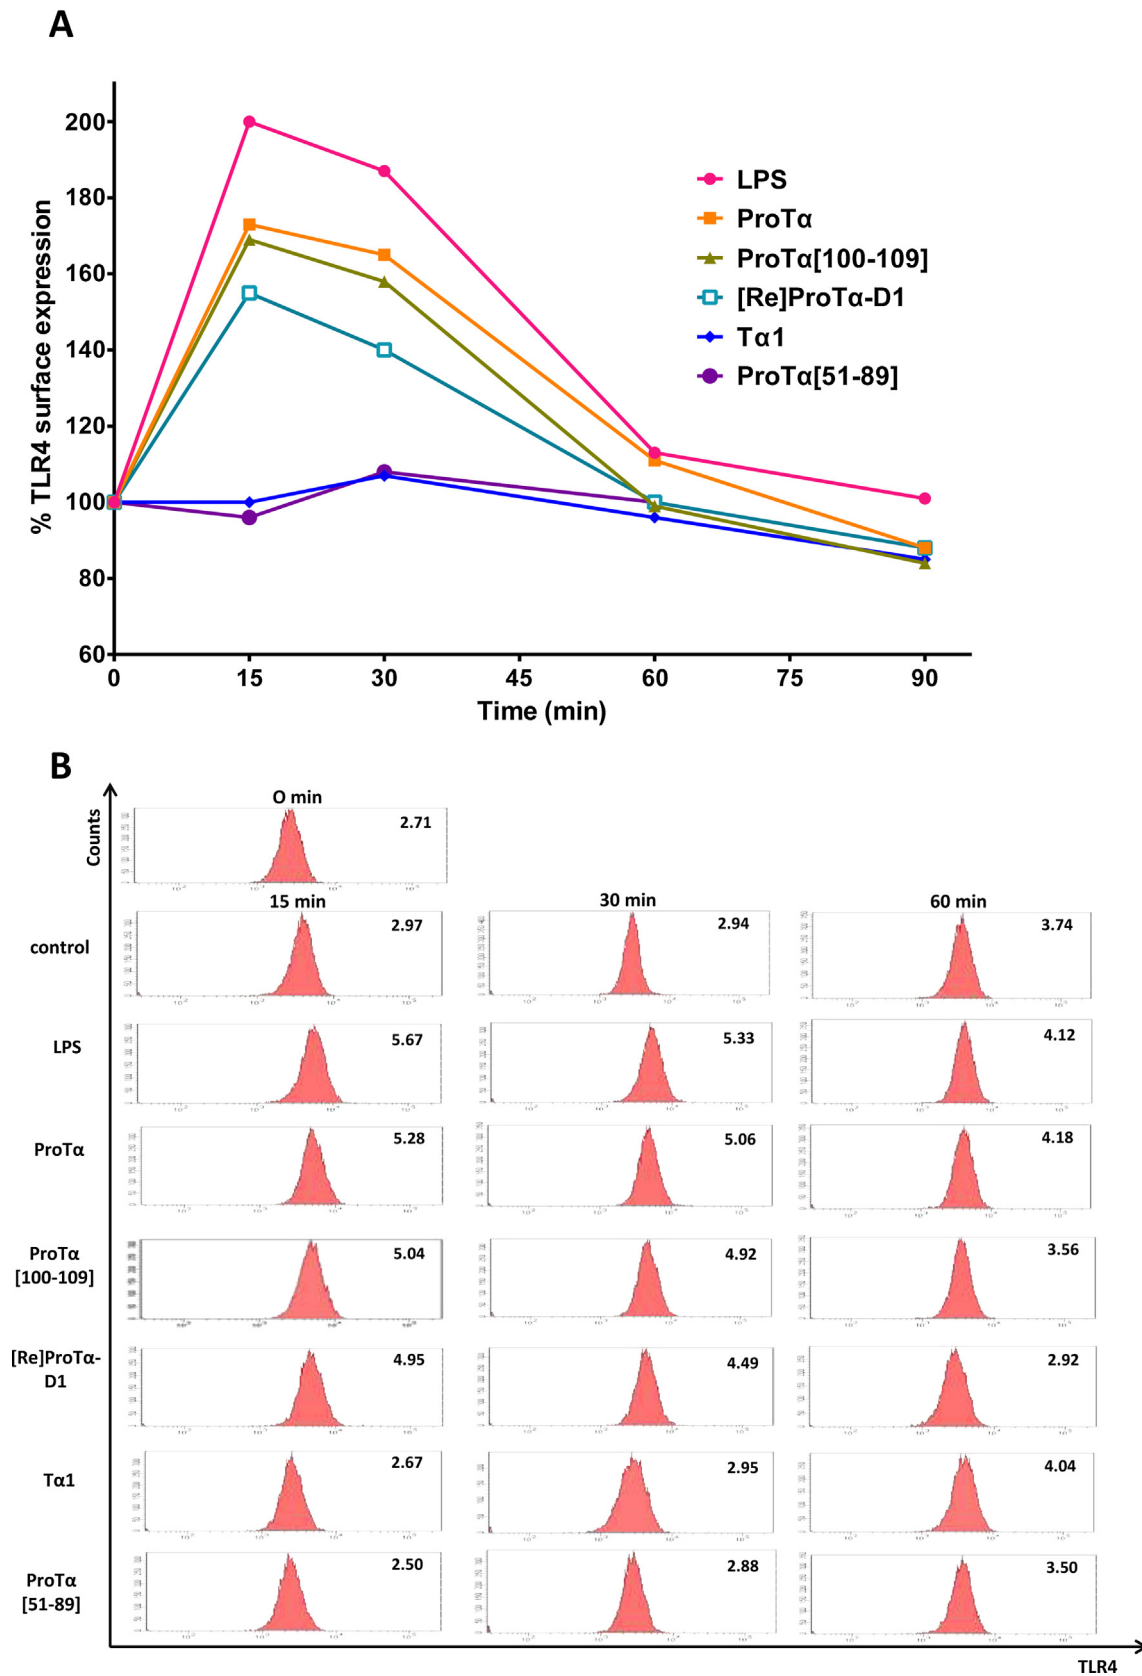 A
% TLR4 surface expression
200
180
160
140
120
100
80
60
0 15 30 45 60 75 90
Time (min)
LPS
ProTα
ProTα[100-109]
[Re]ProTα-D1
Tα1
ProTα[51-89]
B
Counts
O min
2.71
15 min 30 min 60 min
control 2.97 2.94 3.74
LPS 5.67 5.33 4.12
ProTα 5.28 5.06 4.18
ProTα
[100-109] 5.04 4.92 3.56
[Re]ProTα-
D1 4.95 4.49 2.92
Tα1 2.67 2.95 4.04
ProTα
[51-89] 2.50 2.88 3.50
TLR4